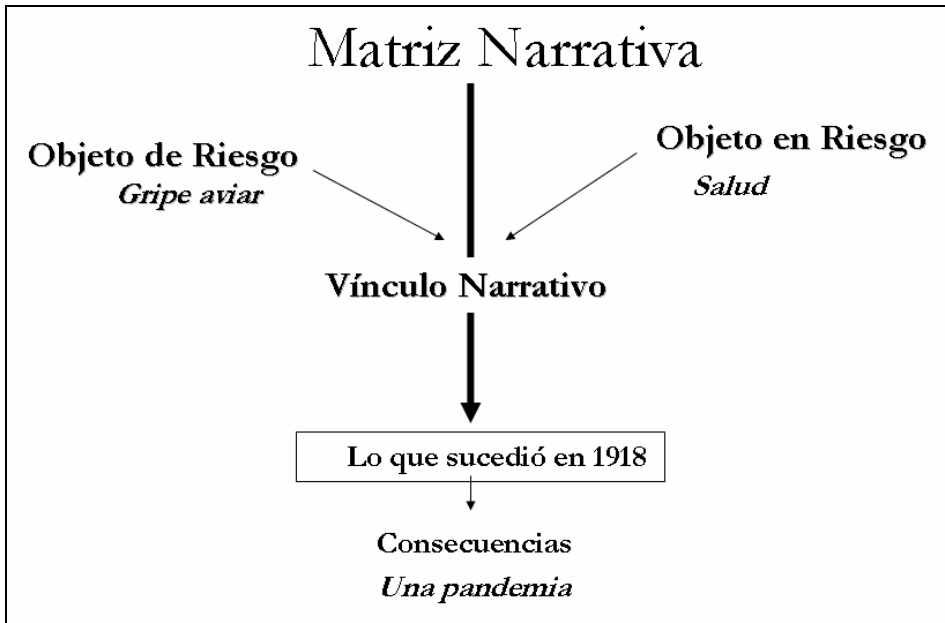 Matriz Narrativa
Objeto de Riesgo
Gripe aviar
Objeto en Riesgo
Salud
Vínculo Narrativo
Lo que sucedió en 1918
Consecuencias
Una pandemia